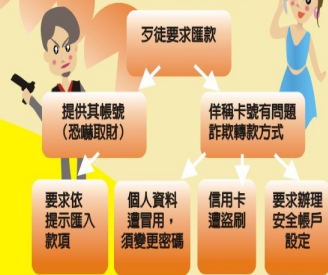 歹徒要求匯款
提供其帳號
（恐嚇取財）
佯稱卡號有問題
詐欺轉款方式
要求依
提示匯入
款項
個人資料
遭冒用，
須變更密碼
信用卡
遭盜刷
要求辦理
安全帳戶
設定